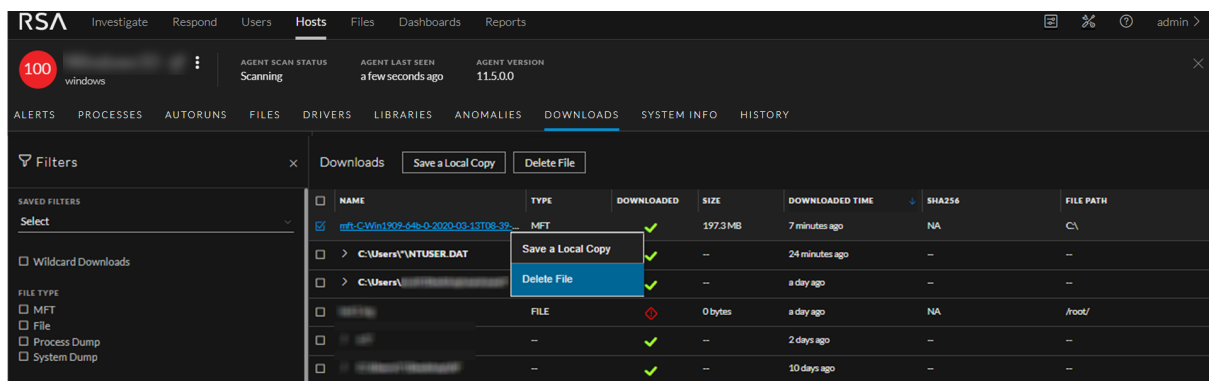 RSA Investigate Respond Users Hosts Files Dashboards Reports admin >
100 windows
AGENT SCAN STATUS AGENT LAST SEEN AGENT VERSION
Scanning a few seconds ago 11.5.0.0
ALERTS PROCESSES AUTORUNS FILES DRIVERS LIBRARIES ANOMALIES DOWNLOADS SYSTEM INFO HISTORY
Filters
SAVED FILTERS
Select
Wildcard Downloads
FILE TYPE
MFT
File
Process Dump
System Dump
Downloads Save a Local Copy Delete File
NAME TYPE DOWNLOADED SIZE DOWNLOADED TIME SHA256 FILE PATH
mft-C-Win1909-64b-0-2020-03-13T08-39-... MFT 197.3 MB 7 minutes ago NA C:\
> C:\Users\*\NTUSER.DAT -- 24 minutes ago -- --
> C:\Users\ -- a day ago -- --
FILE 0 bytes a day ago NA /root/
-- -- 2 days ago -- --
-- -- 10 days ago -- --
Save a Local Copy
Delete File